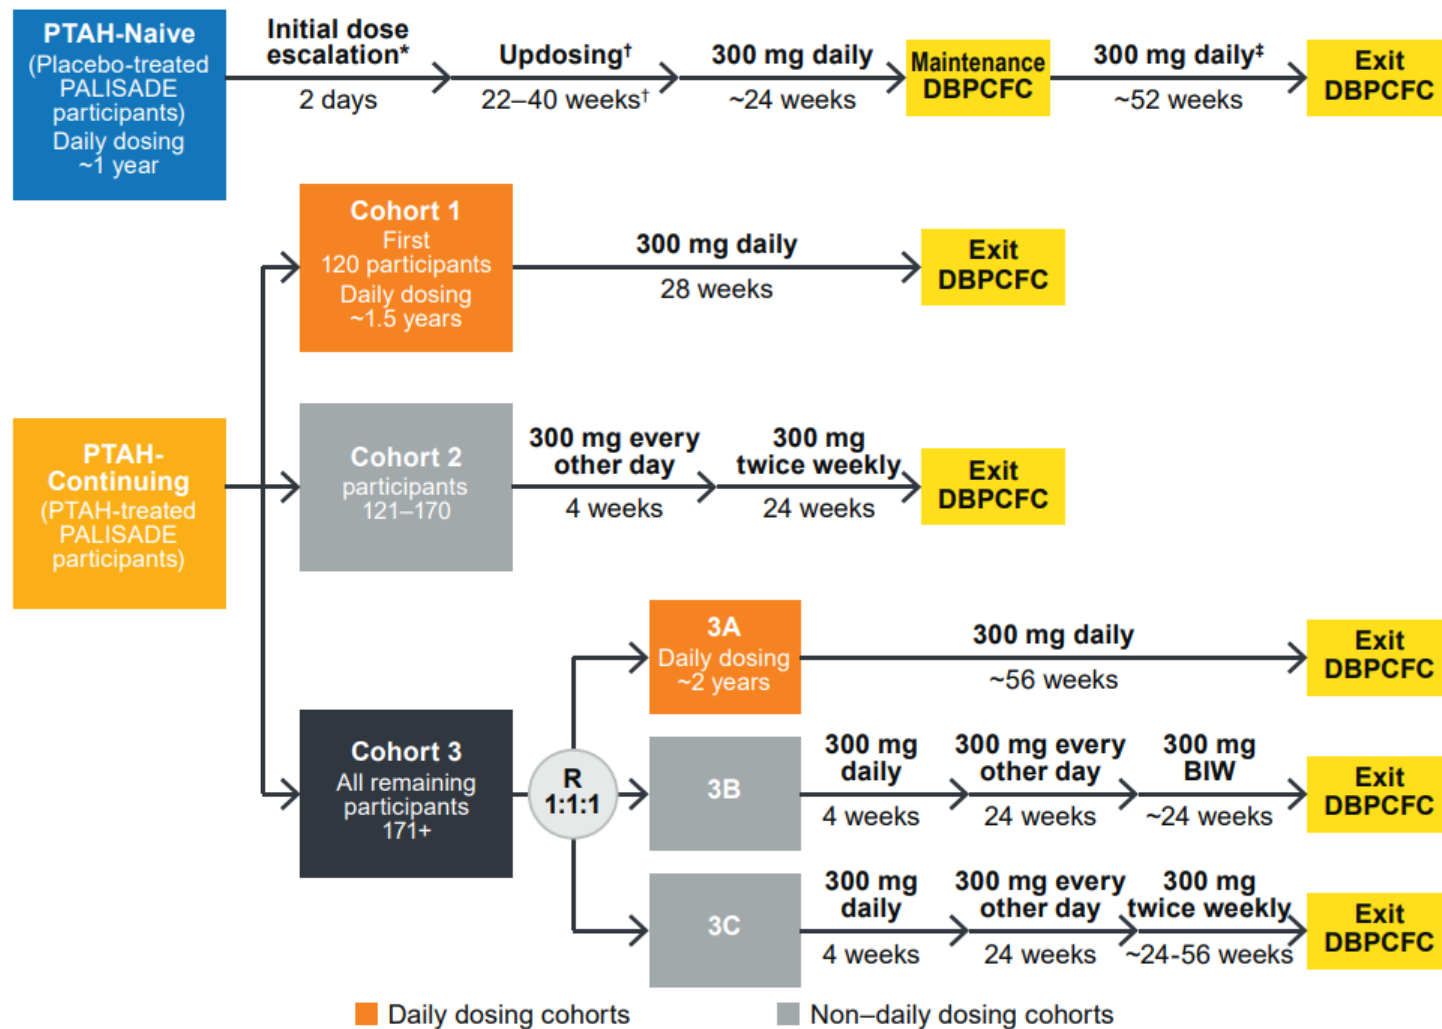 PTAH-Naive
(Placebo-treated
PALISADE
participants)
Daily dosing
~1 year
Initial dose
escalation*
2 days
Updosing†
22–40 weeks†
300 mg daily
~24 weeks
Maintenance
DBPCFC
300 mg daily‡
~52 weeks
Exit
DBPCFC
Cohort 1
First
120 participants
Daily dosing
~1.5 years
300 mg daily
28 weeks
Exit
DBPCFC
PTAH-
Continuing
(PTAH-treated
PALISADE
participants)
Cohort 2
participants
121–170
300 mg every
other day
4 weeks
300 mg
twice weekly
24 weeks
Exit
DBPCFC
Cohort 3
All remaining
participants
171+
R
1:1:1
3A
Daily dosing
~2 years
300 mg daily
~56 weeks
Exit
DBPCFC
3B
300 mg
daily
4 weeks
300 mg every
other day
24 weeks
300 mg
BIW
~24 weeks
Exit
DBPCFC
3C
300 mg
daily
4 weeks
300 mg every
other day
24 weeks
300 mg
twice weekly
~24-56 weeks
Exit
DBPCFC
Daily dosing cohorts
Non–daily dosing cohorts